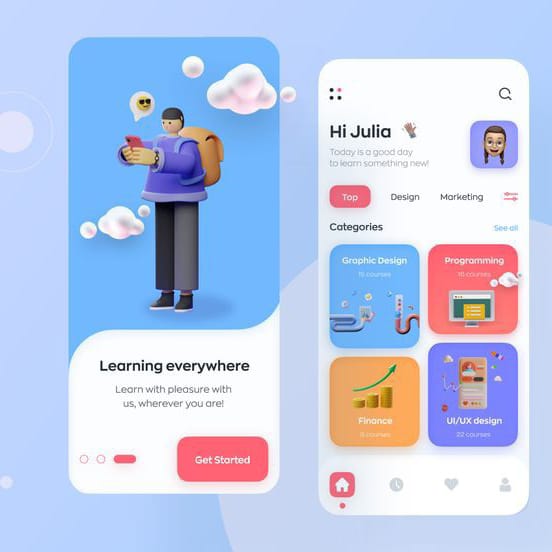 Learning everywhere
Learn with pleasure with
us, wherever you are!
Get Started
Hi Julia
Today is a good day
to learn something new!
Top
Design
Marketing
Categories
See all
Graphic Design
15 courses
Programming
16 courses
Finance
UI/UX design
22 courses